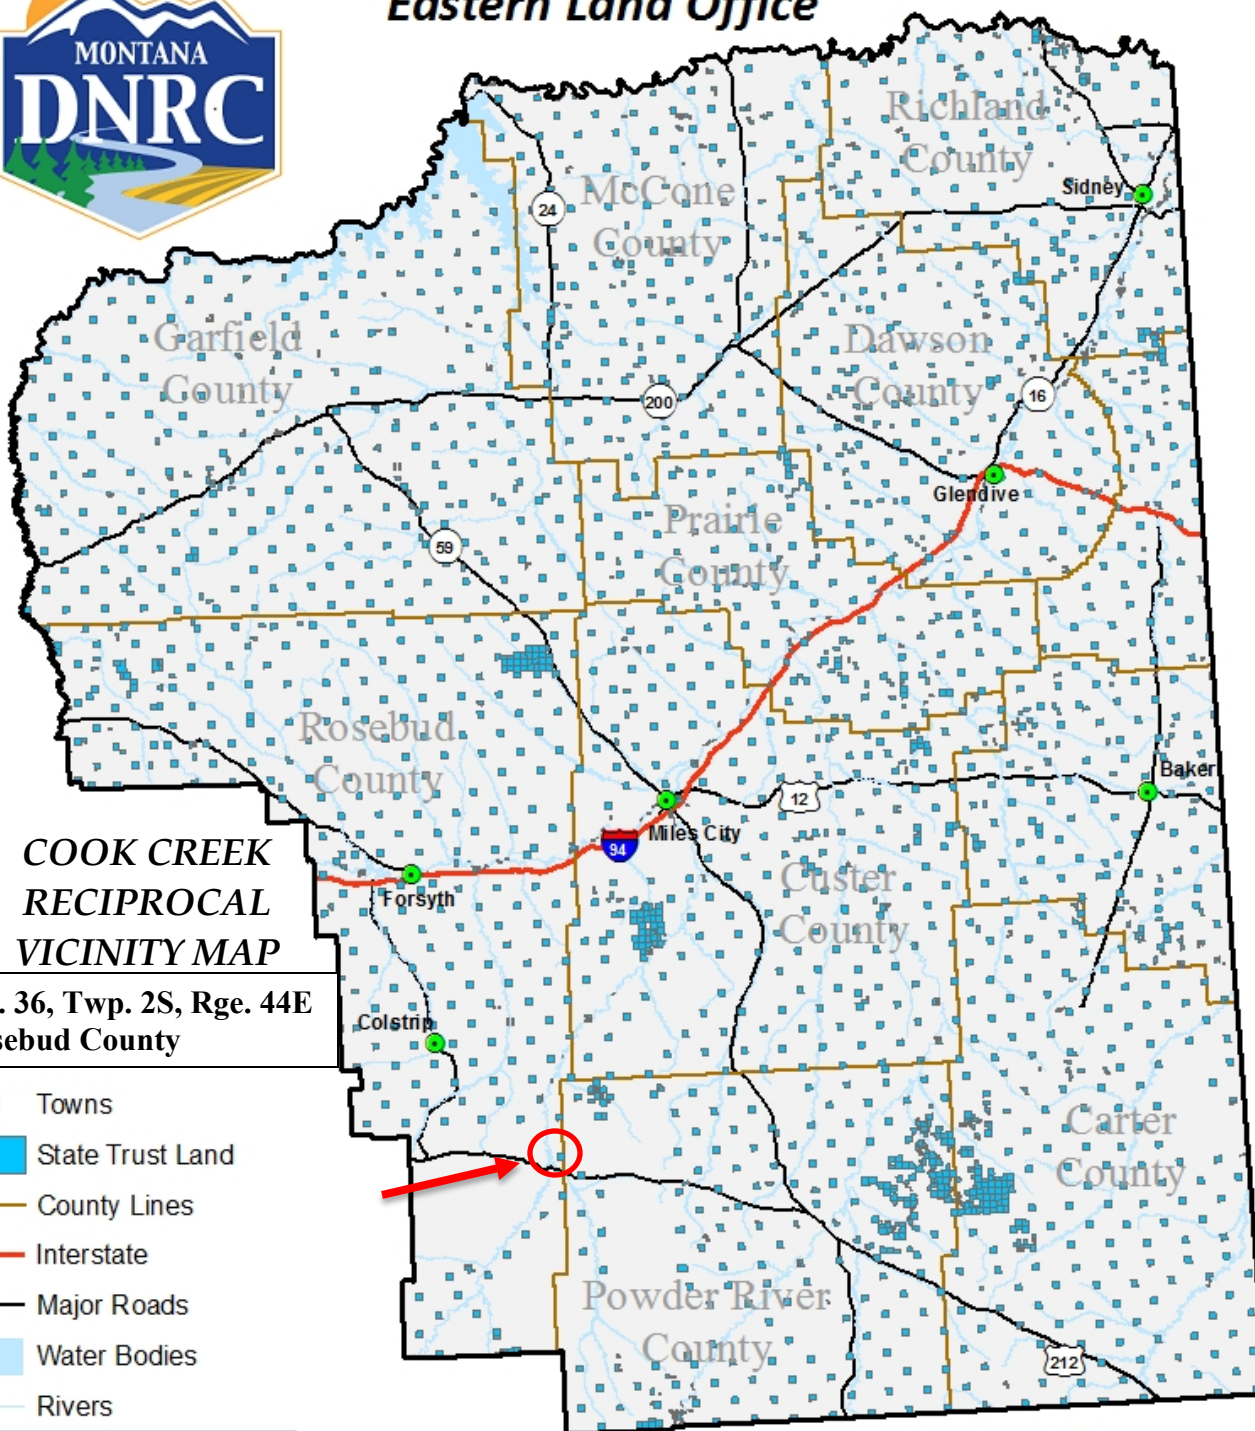 Eastern Land Office
MONTANA
DNRC
Richland
County
Sidney
McCone
County
24
Garfield
County
Dawson
County
200
16
Glendive
Prairie
County
59
Rosebud
County
Baker
12
Miles City
94
Custer
County
Forsyth
COOK CREEK
RECIPROCAL
VICINITY MAP
. 36, Twp. 2S, Rge. 44E
sebud County
Colstrip
Towns
State Trust Land
County Lines
Interstate
Major Roads
Water Bodies
Rivers
Carter
County
Powder River
County
212